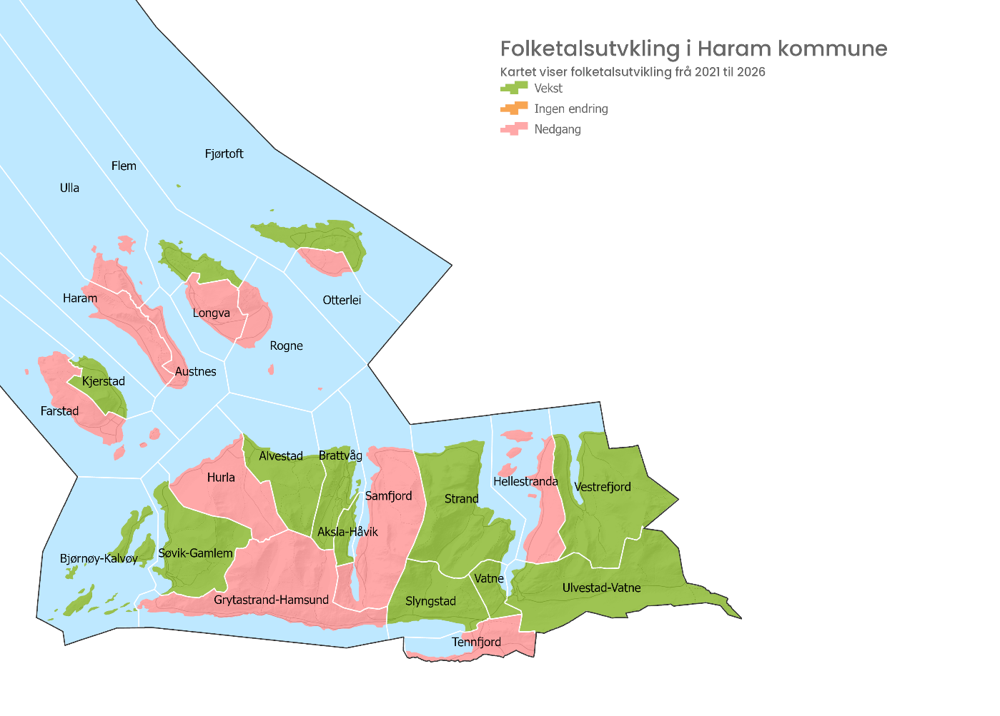 Folketalsutvkling i Haram kommune
Kartet viser folketalsutvikling frå 2021 til 2026
Vekst
Ingen endring
Nedgang
Fjørtoft
Flem
Ulla
Haram
Otterlei
Longva
Rogne
Austnes
Kjerstad
Farstad
Alvestad
Brattvåg
Hurla
Hellestranda
Vestrefjord
Samfjord
Strand
Aksla-Håvik
Søvik-Gamlem
Bjørnøy-Kalvøy
Vatne
Ulvestad-Vatne
Grytastrand-Hamsund
Slyngstad
Tennfjord